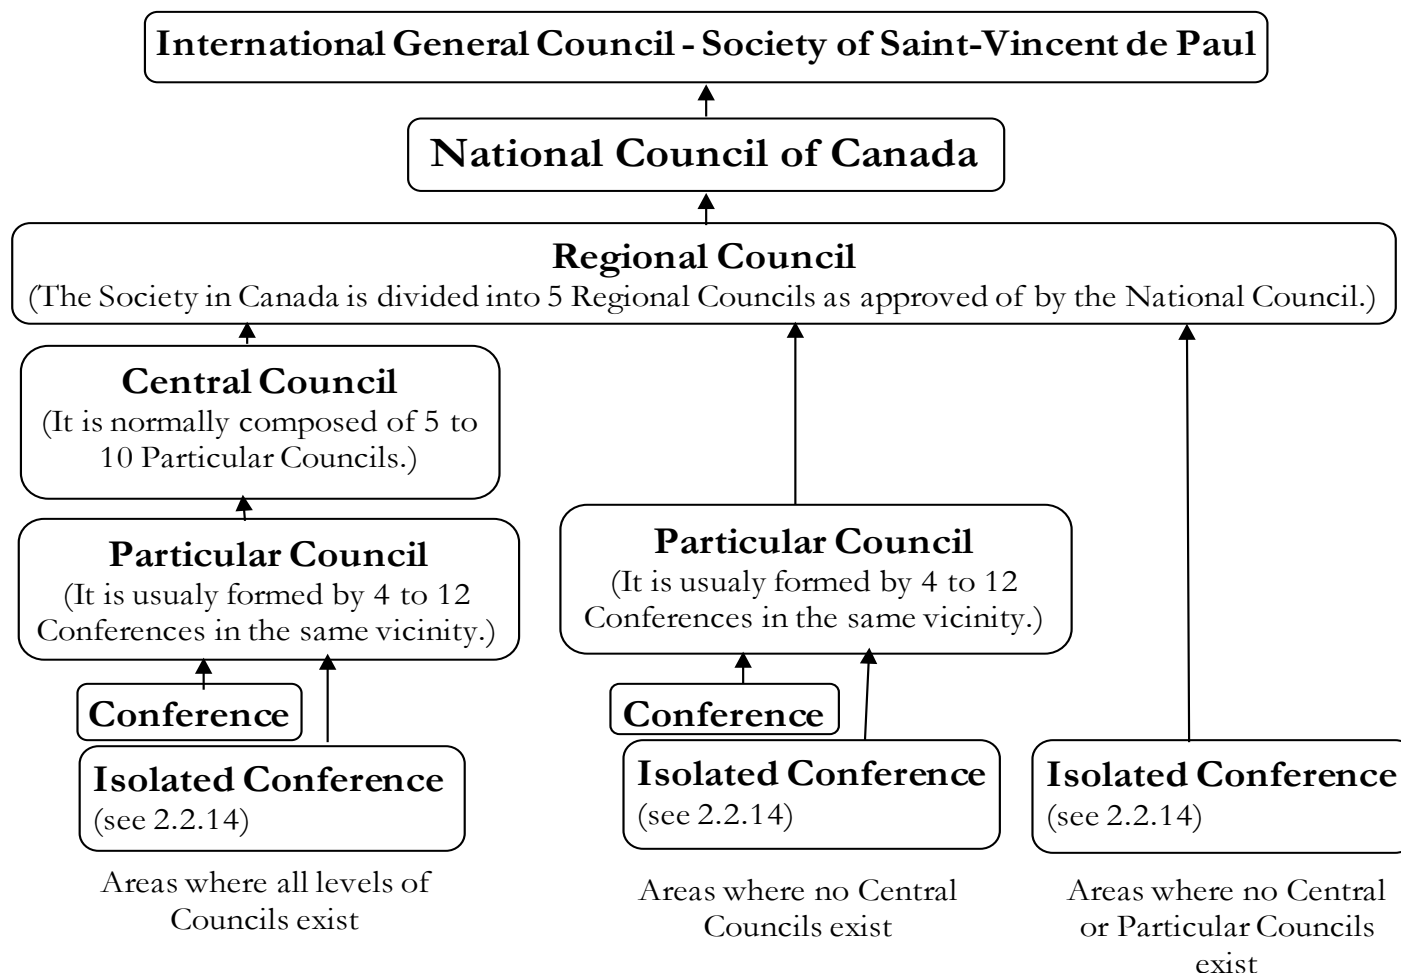 International General Council - Society of Saint-Vincent de Paul
National Council of Canada
Regional Council
(The Society in Canada is divided into 5 Regional Councils as approved of by the National Council.)
Central Council
(It is normally composed of 5 to
10 Particular Councils.)
Particular Council
(It is usualy formed by 4 to 12
Conferences in the same vicinity.)
Conference
Isolated Conference
(see 2.2.14)
Areas where all levels of
Councils exist
Particular Council
(It is usualy formed by 4 to 12
Conferences in the same vicinity.)
Conference
Isolated Conference
(see 2.2.14)
Areas where no Central
Councils exist
Isolated Conference
(see 2.2.14)
Areas where no Central
or Particular Councils
exist